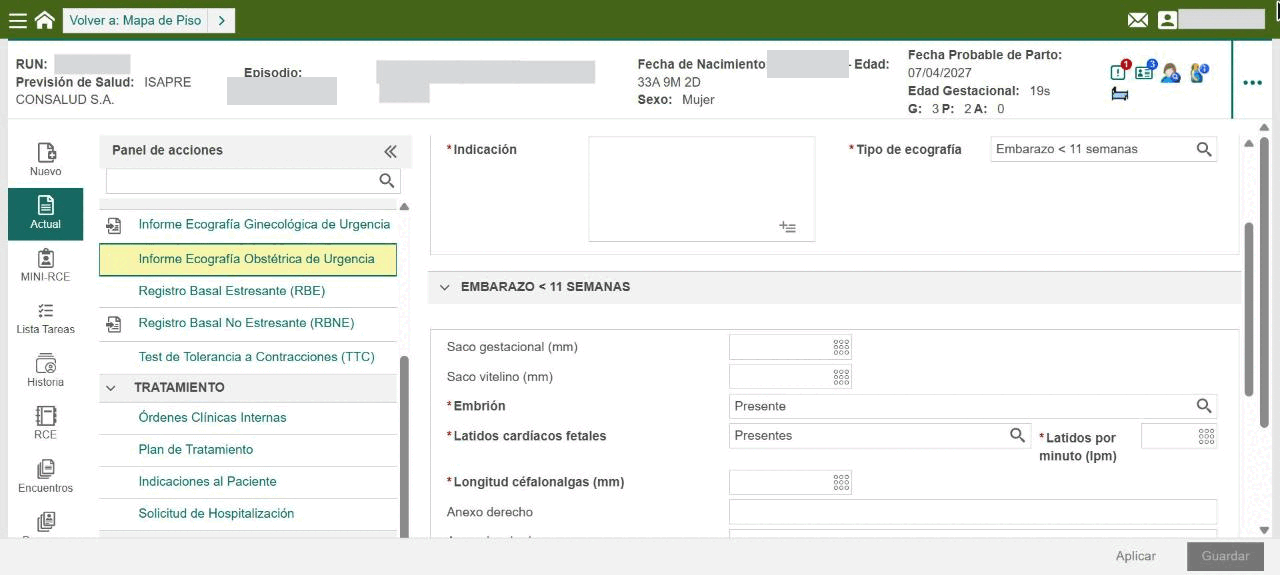 Volver a: Mapa de Piso
RUN:
Previsión de Salud: ISAPRE
CONSALUD S.A.
Episodio:
Fecha de Nacimiento - Edad:
33A 9M 2D
Sexo: Mujer
Fecha Probable de Parto:
07/04/2027
Edad Gestacional: 19s
G: 3 P: 2 A: 0
1
3
Nuevo
Actual
MINI-RCE
Lista Tareas
Historia
RCE
Encuentros
Panel de acciones
Informe Ecografía Ginecológica de Urgencia
Informe Ecografía Obstétrica de Urgencia
Registro Basal Estresante (RBE)
Registro Basal No Estresante (RBNE)
Test de Tolerancia a Contracciones (TTC)
TRATAMIENTO
Órdenes Clínicas Internas
Plan de Tratamiento
Indicaciones al Paciente
Solicitud de Hospitalización
*Indicación
*Tipo de ecografía
Embarazo < 11 semanas
EMBARAZO < 11 SEMANAS
Saco gestacional (mm)
Saco vitelino (mm)
*Embrión
Presente
*Latidos cardíacos fetales
Presentes
*Latidos por
minuto (lpm)
*Longitud céfalonalgas (mm)
Anexo derecho
Aplicar
Guardar